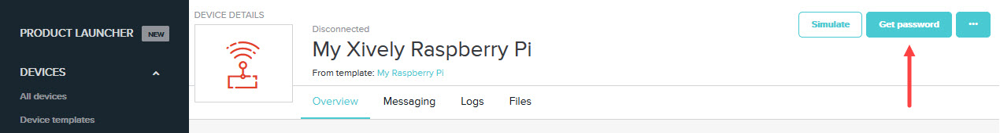 PRODUCT LAUNCHER NEW
DEVICES
All devices
Device templates
DEVICE DETAILS
Disconnected
My Xively Raspberry Pi
From template: My Raspberry Pi
Simulate
Get password
...
Overview Messaging Logs Files